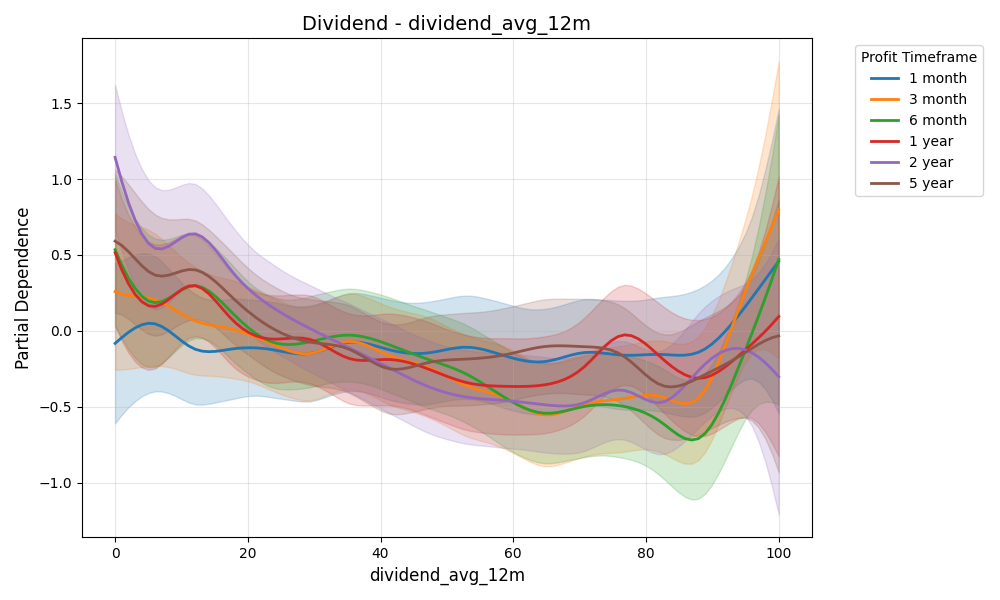 Dividend - dividend_avg_12m
Profit Timeframe
1 month
3 month
6 month
1 year
2 year
5 year
Partial Dependence
1.5
1.0
0.5
0.0
−0.5
−1.0
0
20
40
60
80
100
dividend_avg_12m